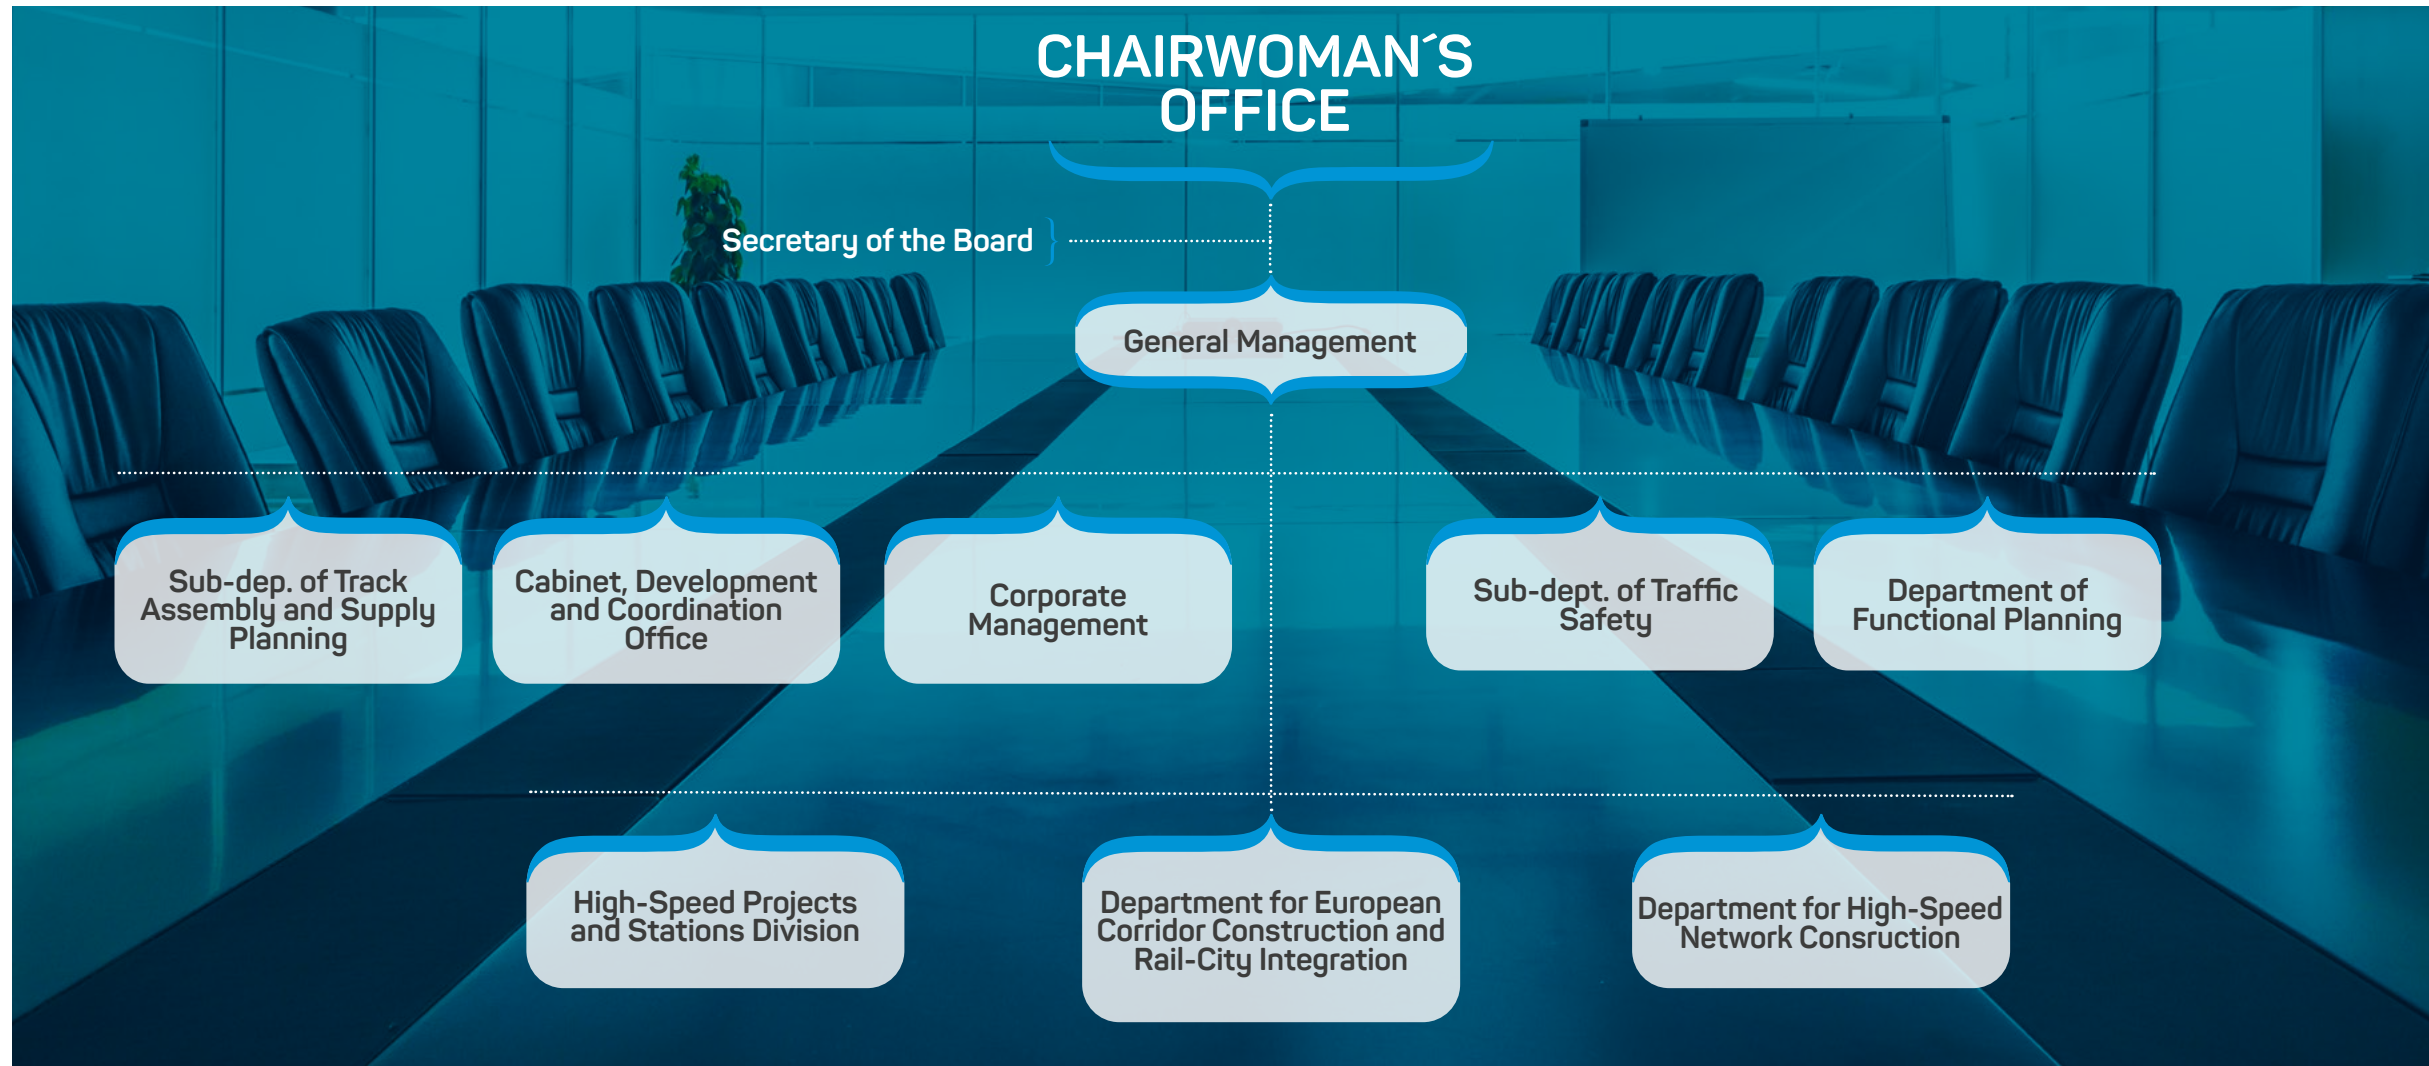 CHAIRWOMAN´S
OFFICE
Secretary of the Board
General Management
Sub-dep. of Track
Assembly and Supply
Planning
Cabinet, Development
and Coordination
Office
Corporate
Management
Sub-dept. of Traffic
Safety
Department of
Functional Planning
High-Speed Projects
and Stations Division
Department for European
Corridor Construction and
Rail-City Integration
Department for High-Speed
Network Consruction